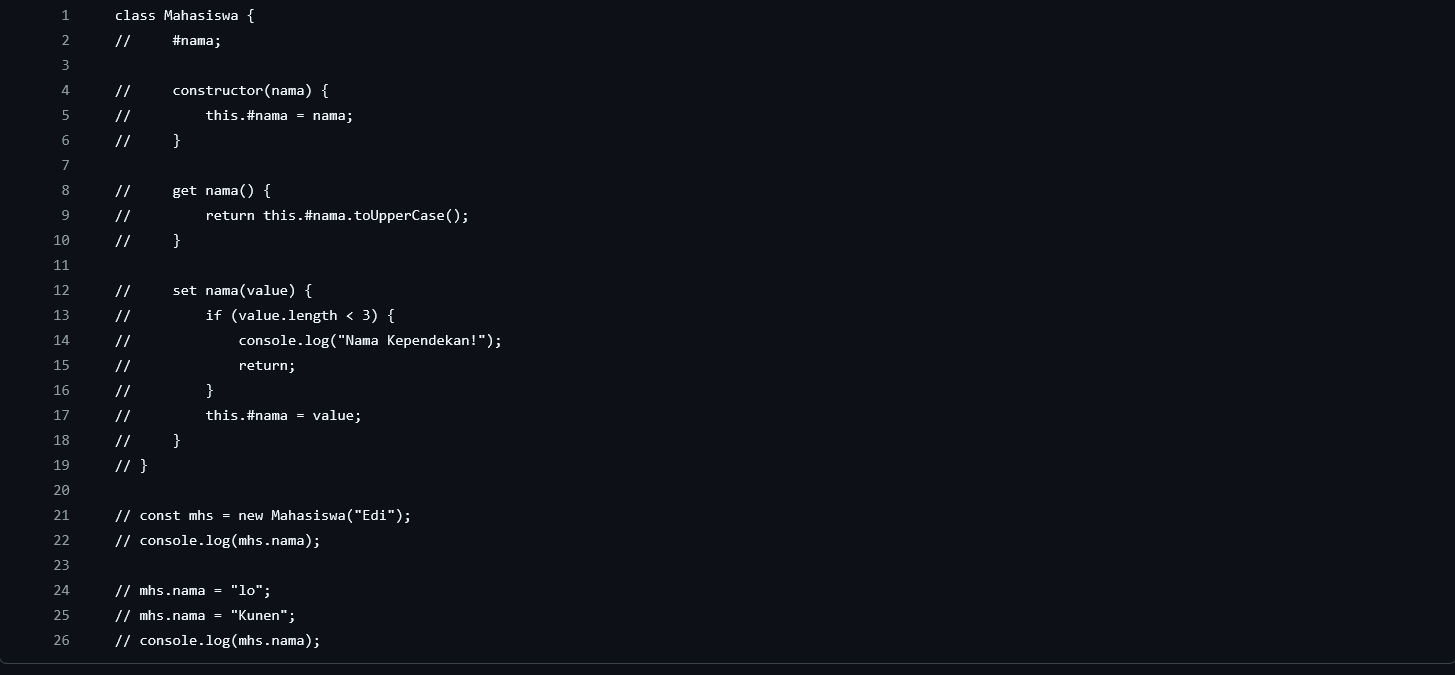 1 class Mahasiswa {
2 //     #nama;
3
4 //     constructor(nama) {
5 //         this.#nama = nama;
6 //     }
7
8 //     get nama() {
9 //         return this.#nama.toUpperCase();
10 //     }
11
12 //     set nama(value) {
13 //         if (value.length < 3) {
14 //             console.log("Nama Kependekan!");
15 //             return;
16 //         }
17 //         this.#nama = value;
18 //     }
19 // }
20
21 // const mhs = new Mahasiswa("Edi");
22 // console.log(mhs.nama);
23
24 // mhs.nama = "lo";
25 // mhs.nama = "Kunen";
26 // console.log(mhs.nama);